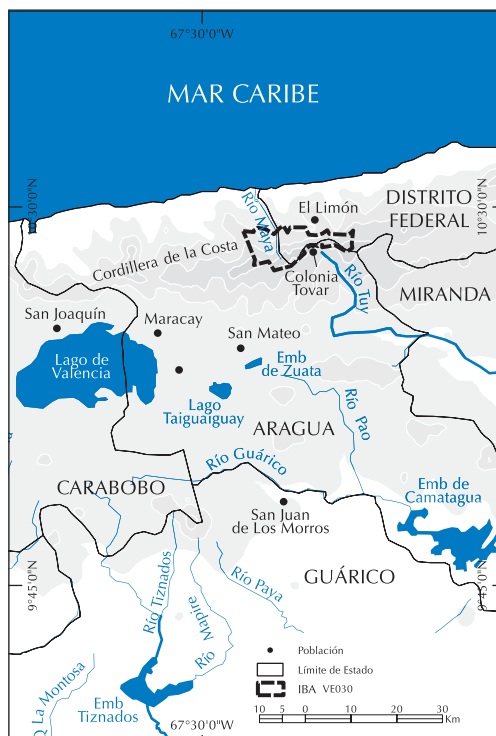 67°30'0"W
MAR CARIBE
10°30'0"N
10°30'0"N
El Limón
DISTRITO
FEDERAL
Río Maya
Cordillera de la Costa
Colonia
Tovar
Río Tuy
MIRANDA
San Joaquín
Maracay
San Mateo
Lago de
Valencia
Emb
de Zuata
Lago
Taiguaiguay
Río Pao
ARAGUA
Río Guárico
CARABOBO
Emb de
Camatagua
San Juan
de Los Morros
GUÁRICO
9°45'0"N
9°45'0"N
Río Tiznados
Río Paya
Río Mapire
Q La Montosa
Emb
Tiznados
67°30'0"W
Población
Límite de Estado
IBA VE030
10 5 0 10 20 30
Km